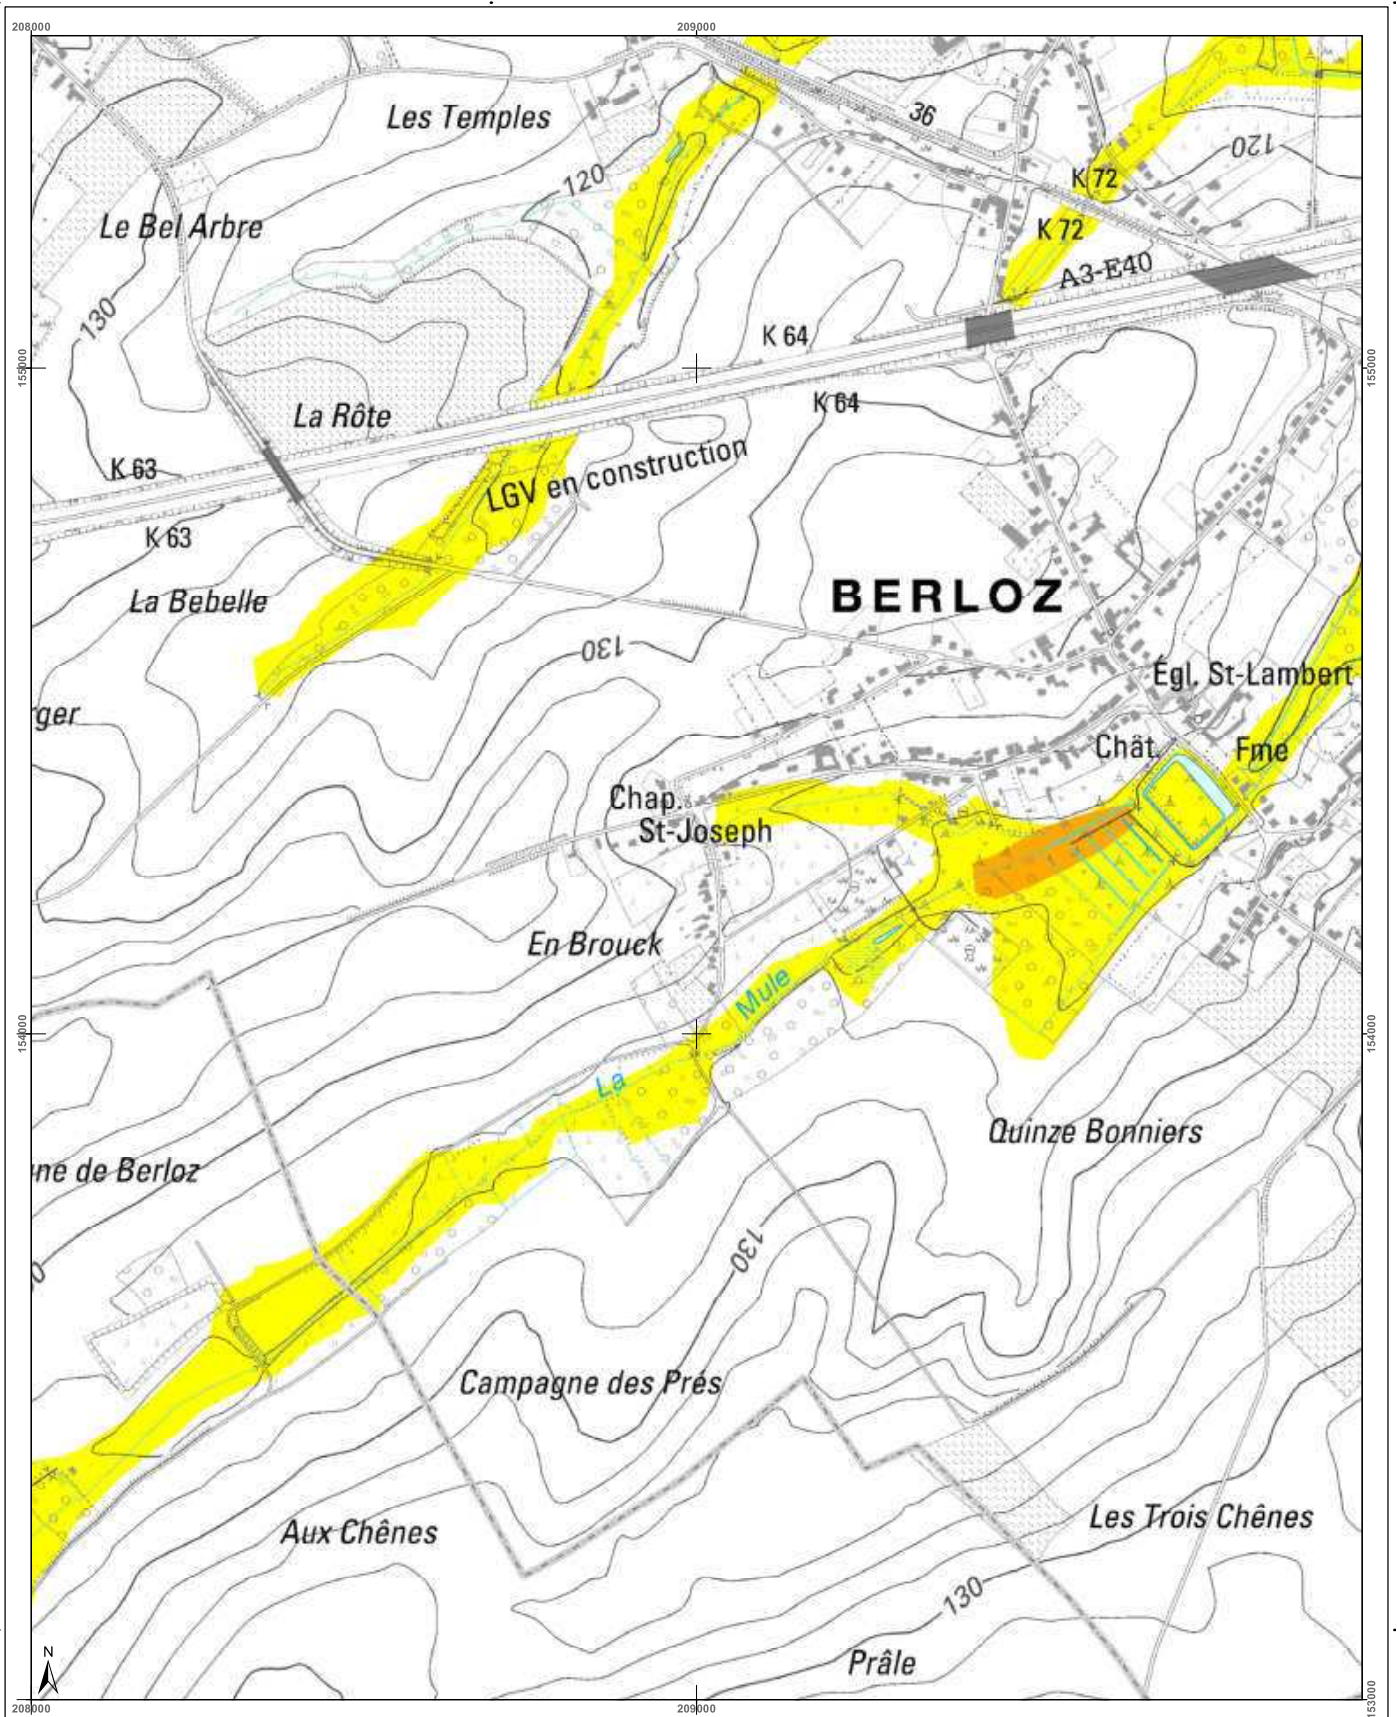 208000
209000
Les Temples
36
120
120
K 72
Le Bel Arbre
K 72
A3-E40
130
K 64
155000
155000
La Rôte
K 64
K 63
LGV en construction
K 63
La Bebelle
BERLOZ
130
Égl. St-Lambert
rger
Chât.
Fme
Chap.
St-Joseph
En Brouck
Mule
154000
154000
La
Quinze Bonniers
ne de Berloz
130
0
Campagne des Prés
Aux Chênes
Les Trois Chênes
130
N
Prâle
208000
209000
153000